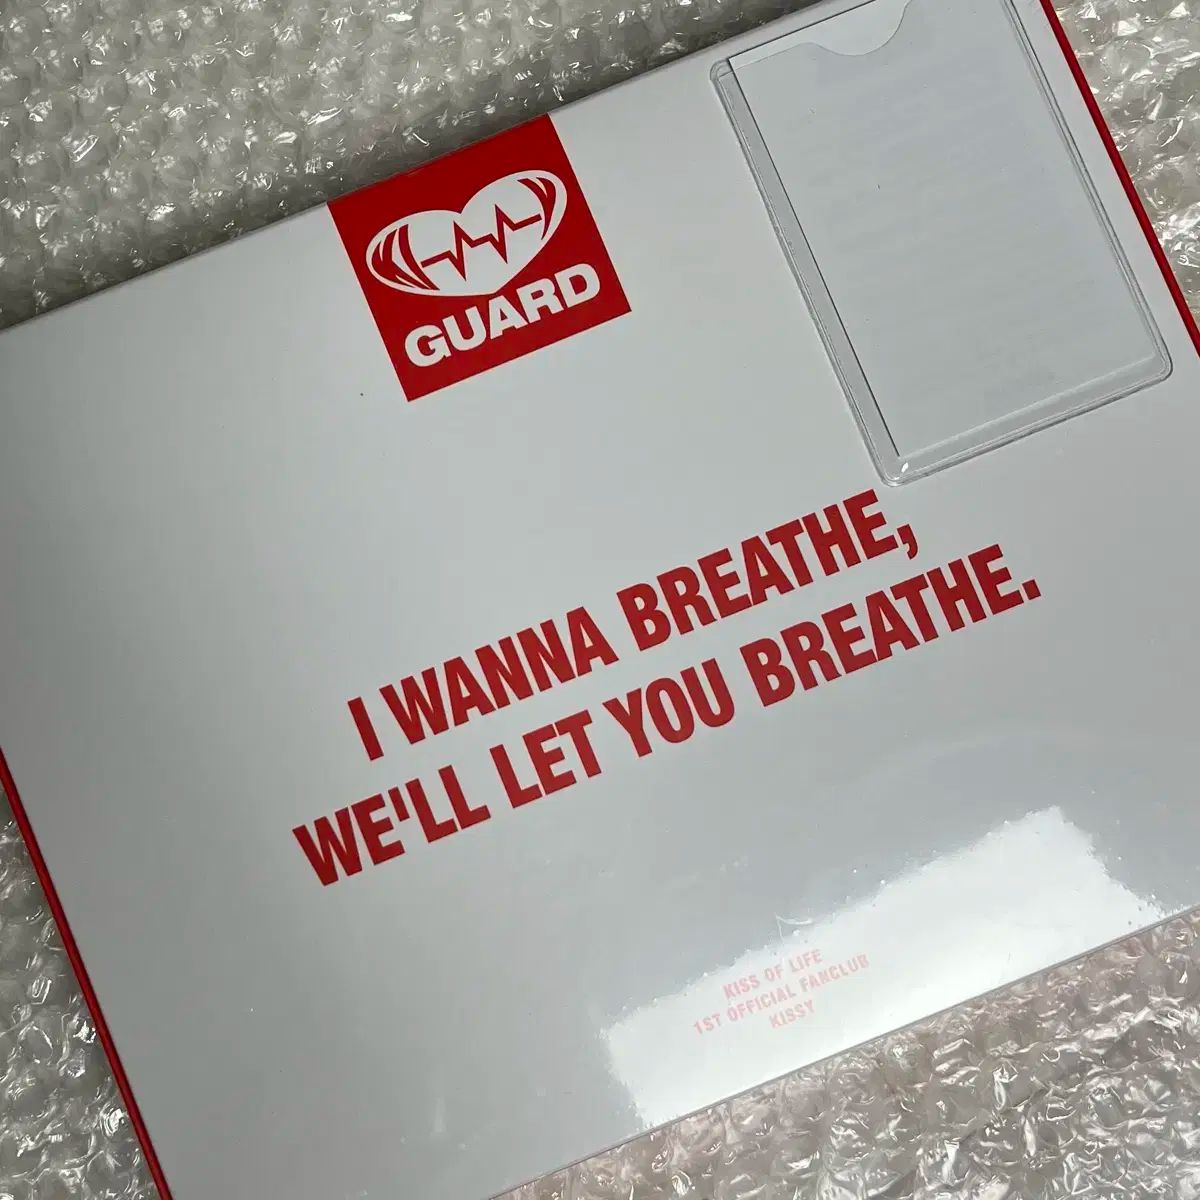 GUARD
I WANNA BREATHE,
WE'LL LET YOU BREATHE.
KISS OF LIFE
1ST OFFICIAL FANCLUB
KISSY